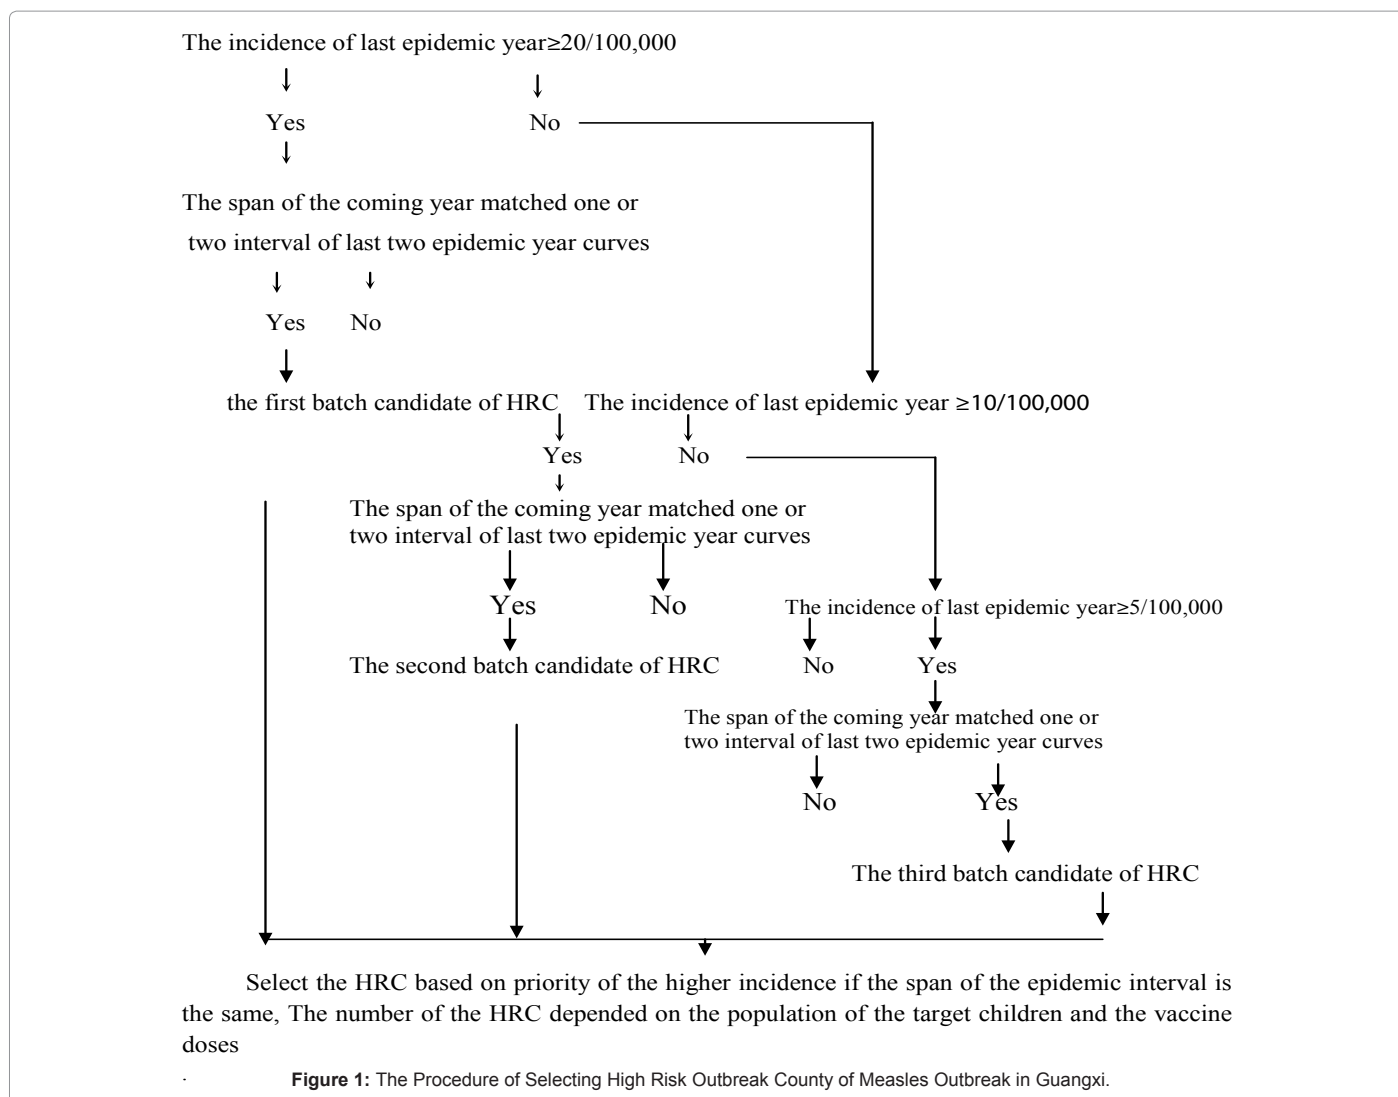 The incidence of last epidemic year≥20/100,000
Yes
No
The span of the coming year matched one or
two interval of last two epidemic year curves
Yes
No
the first batch candidate of HRC
The incidence of last epidemic year ≥10/100,000
Yes
No
The span of the coming year matched one or
two interval of last two epidemic year curves
Yes
No
The incidence of last epidemic year≥5/100,000
The second batch candidate of HRC
No
Yes
The span of the coming year matched one or
two interval of last two epidemic year curves
No
Yes
The third batch candidate of HRC
Select the HRC based on priority of the higher incidence if the span of the epidemic interval is
the same, The number of the HRC depended on the population of the target children and the vaccine
doses
.
Figure 1: The Procedure of Selecting High Risk Outbreak County of Measles Outbreak in Guangxi.